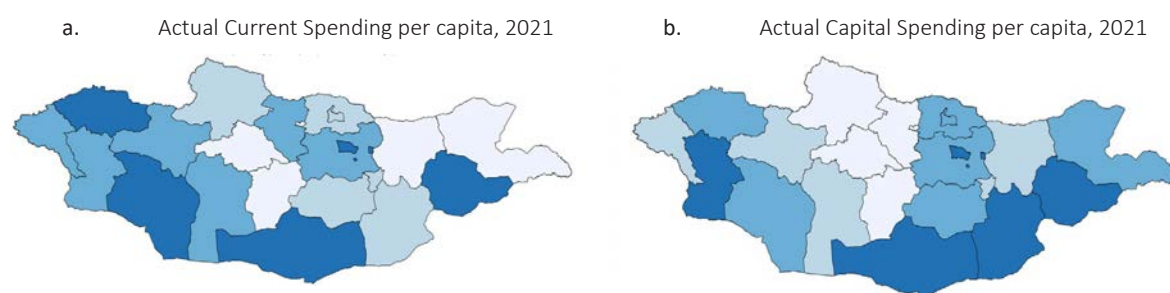 a. Actual Current Spending per capita, 2021
b. Actual Capital Spending per capita, 2021